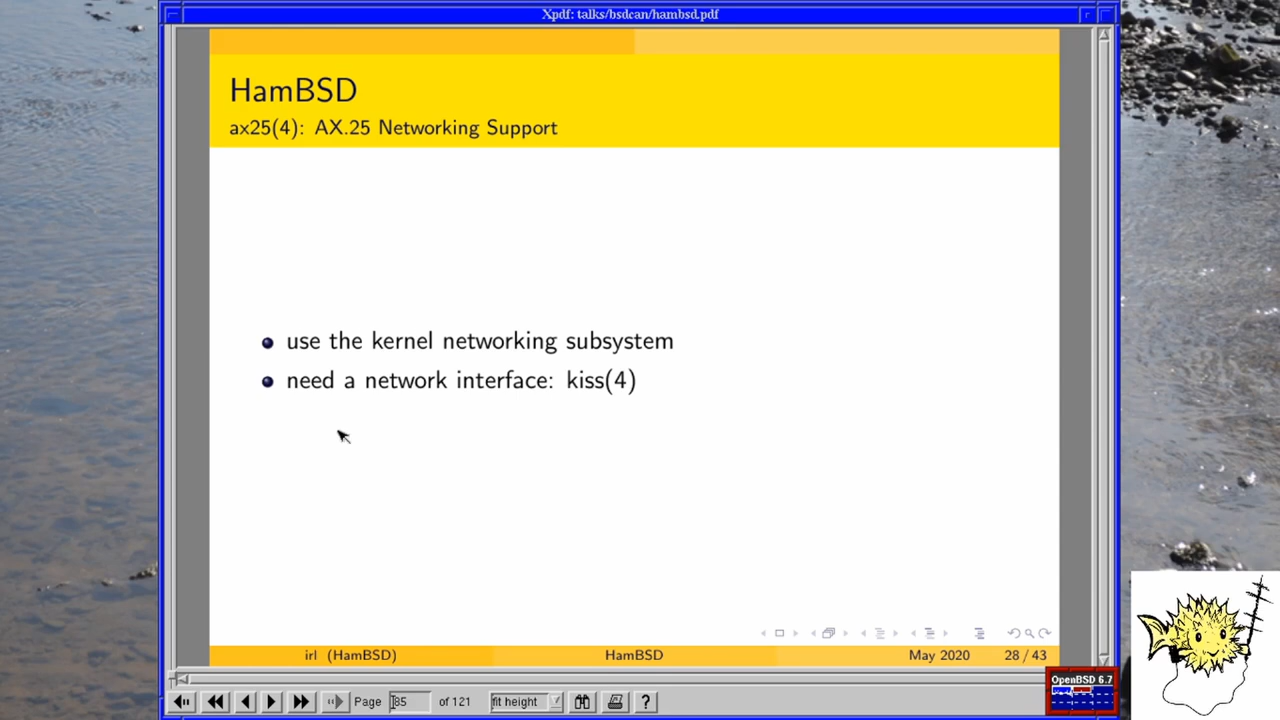 Xpdf: talks/bsdcan/hambsd.pdf
HamBSD
ax25(4): AX.25 Networking Support
use the kernel networking subsystem
need a network interface: kiss(4)
irl (HamBSD) HamBSD May 2020 28 / 43
OpenBSD 6.7
Page 85 of 121 fit height ?